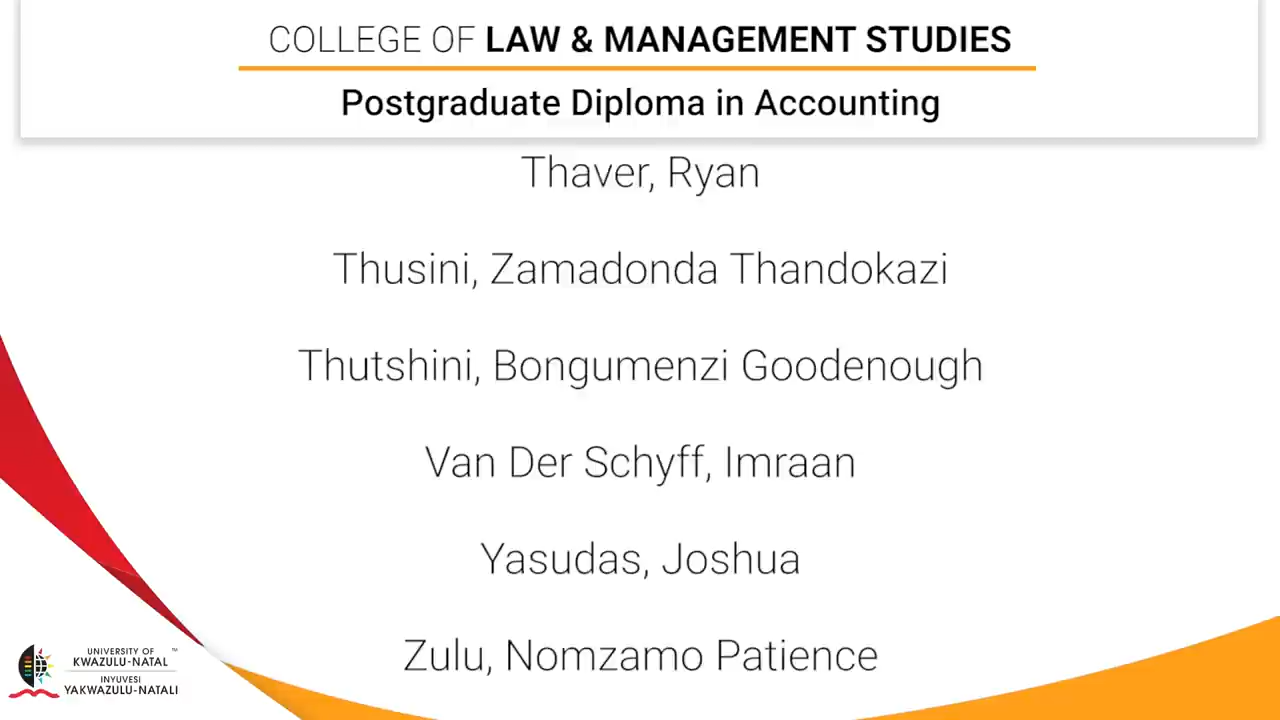 COLLEGE OF LAW & MANAGEMENT STUDIES
Postgraduate Diploma in Accounting
Thaver, Ryan
Thusini, Zamadonda Thandokazi
Thutshini, Bongumenzi Goodenough
Van Der Schyff, Imraan
Yasudas, Joshua
Zulu, Nomzamo Patience
UNIVERSITY OF ™
KWAZULU-NATAL
INYUVESI
YAKWAZULU-NATALI